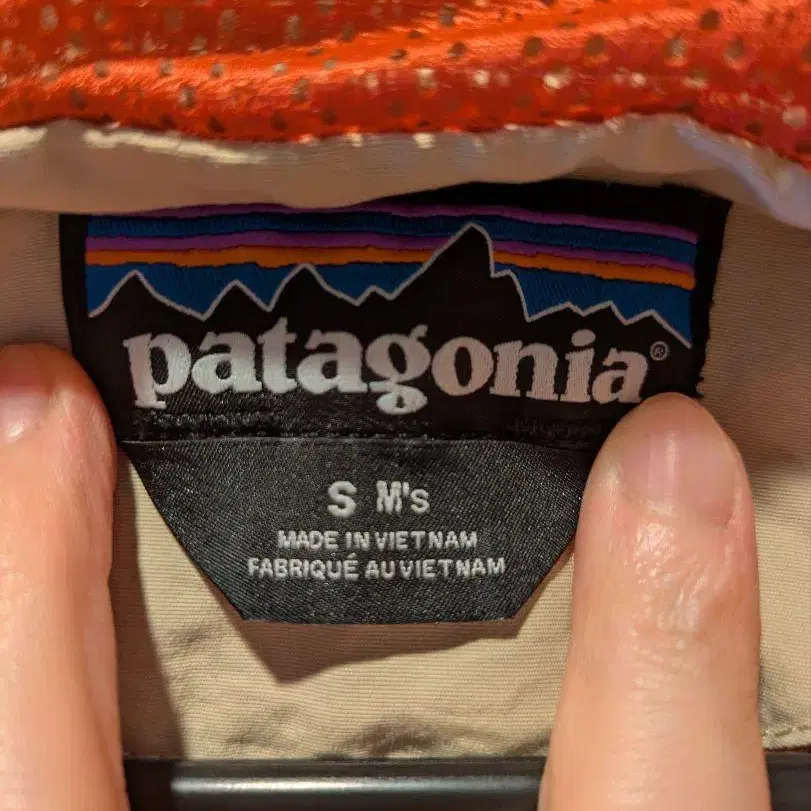 patagonia®
S M's
MADE IN VIETNAM
FABRIQUÉ AU VIETNAM